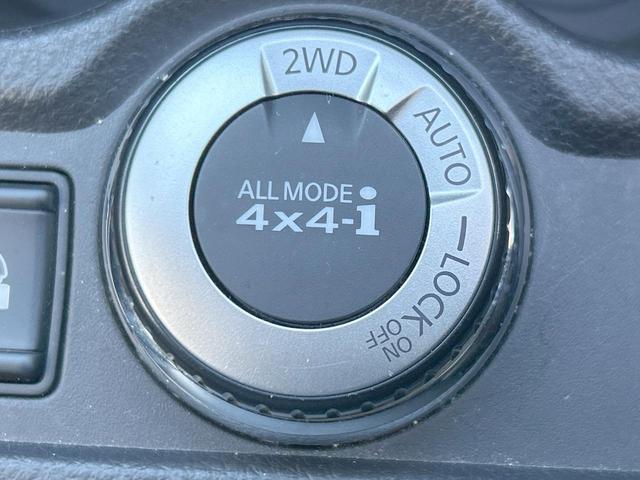 2WD
AUTO
LOCK
ON
OFF
ALL MODE
4x4-i